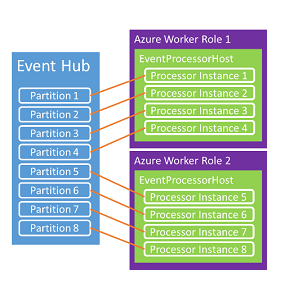 Event Hub
Partition 1
Partition 2
Partition 3
Partition 4
Partition 5
Partition 6
Partition 7
Partition 8
Azure Worker Role 1
EventProcessorHost
Processor Instance 1
Processor Instance 2
Processor Instance 3
Processor Instance 4
Azure Worker Role 2
EventProcessorHost
Processor Instance 5
Processor Instance 6
Processor Instance 7
Processor Instance 8